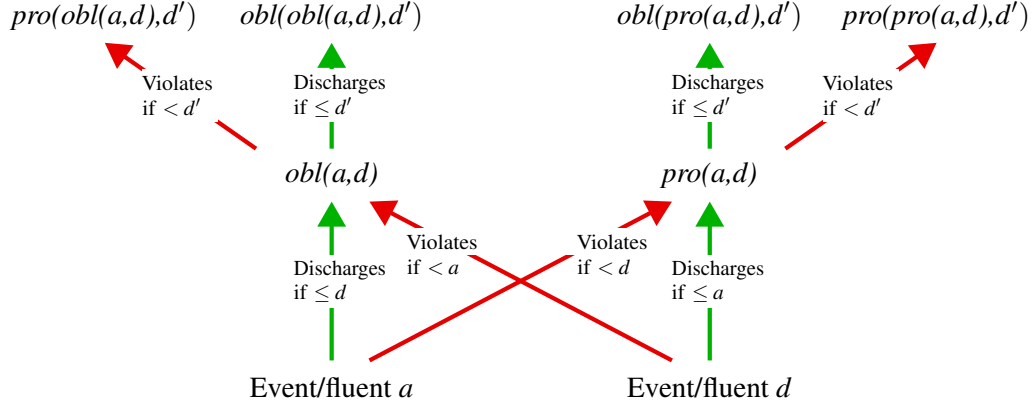 pro(obl(a,d),d′) obl(obl(a,d),d′) obl(pro(a,d),d′) pro(pro(a,d),d′)
Violates
if < d′
Discharges
if ≤ d′
Discharges
if ≤ d′
Violates
if < d′
obl(a,d) pro(a,d)
Violates
if < a
Violates
if < d
Discharges
if ≤ d
Discharges
if ≤ a
Event/fluent a Event/fluent d